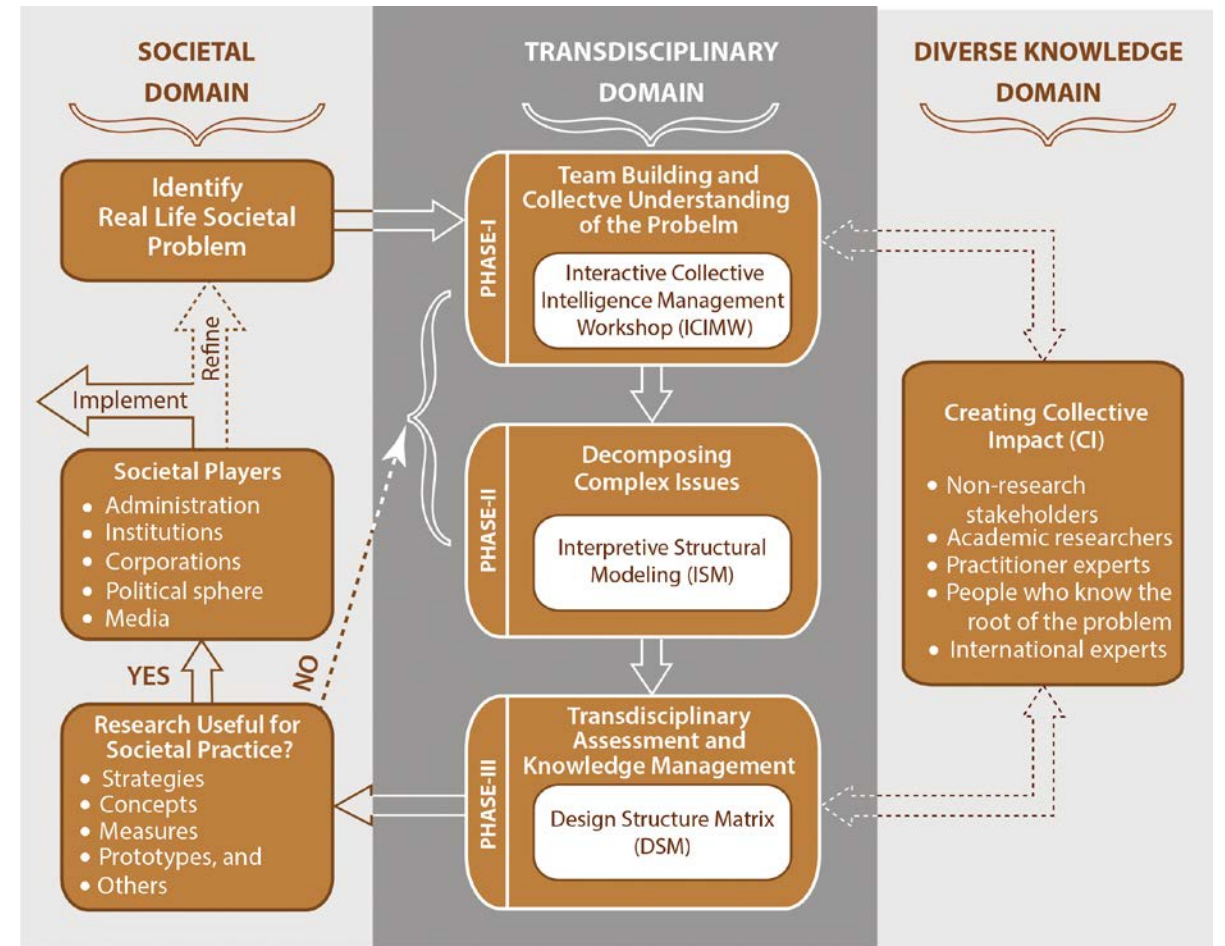 SOCIETAL
DOMAIN
Identify
Real Life Societal
Problem
Refine
Implement
Societal Players
• Administration
• Institutions
• Corporations
• Political sphere
• Media
YES
NO
Research Useful for
Societal Practice?
• Strategies
• Concepts
• Measures
• Prototypes, and
• Others
TRANSDISCIPLINARY
DOMAIN
PHASE-I
Team Building and
Collectve Understanding
of the Probelm
Interactive Collective
Intelligence Management
Workshop (ICIMW)
PHASE-II
Decomposing
Complex Issues
Interpretive Structural
Modeling (ISM)
PHASE-III
Transdisciplinary
Assessment and
Knowledge Management
Design Structure Matrix
(DSM)
DIVERSE KNOWLEDGE
DOMAIN
Creating Collective
Impact (CI)
• Non-research
stakeholders
• Academic researchers
• Practitioner experts
• People who know the
root of the problem
• International experts